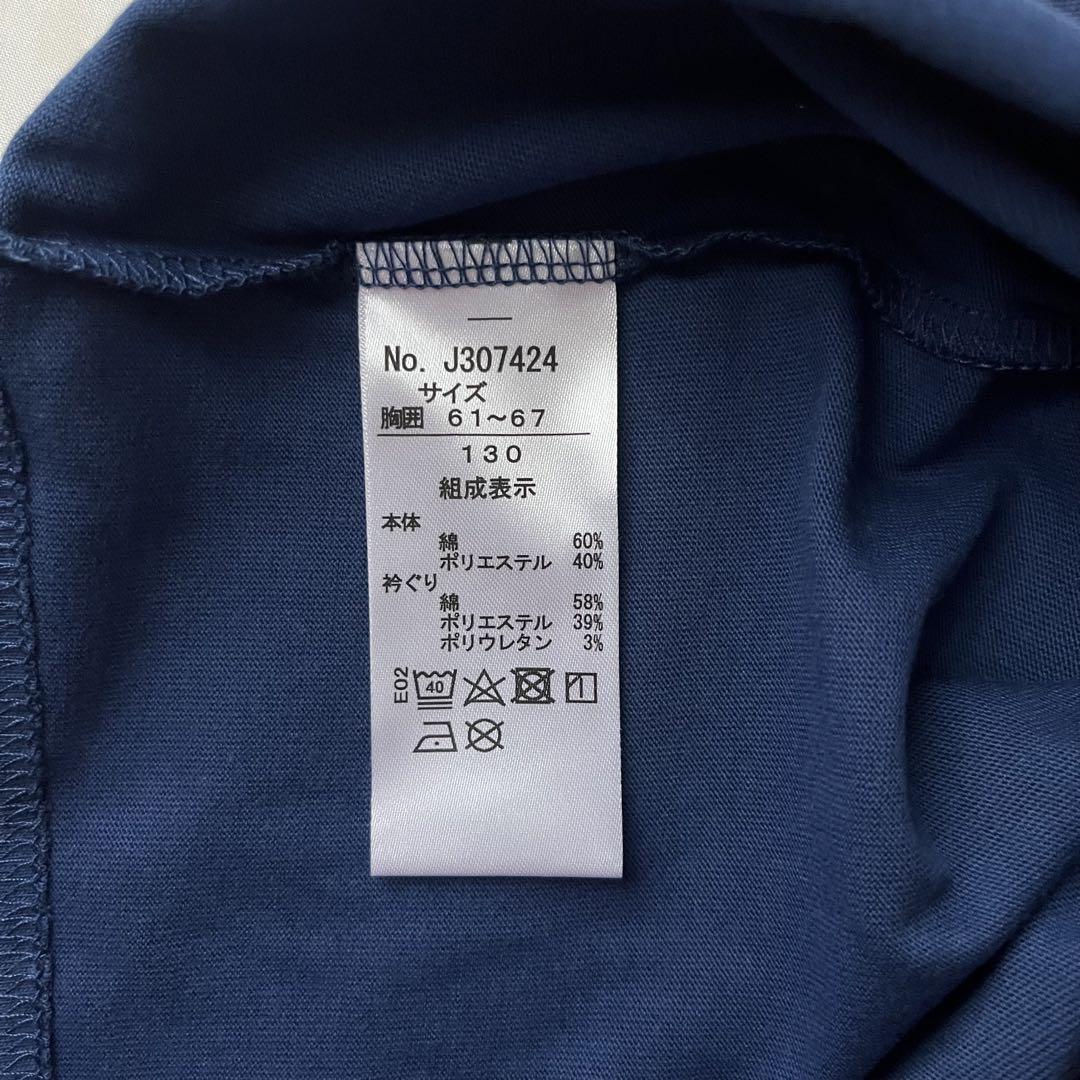 No. J307424
サイズ
胸囲 61～67
130
組成表示
本体
綿 60%
ポリエステル 40%
衿ぐり
綿 58%
ポリエステル 39%
ポリウレタン 3%
E02 40